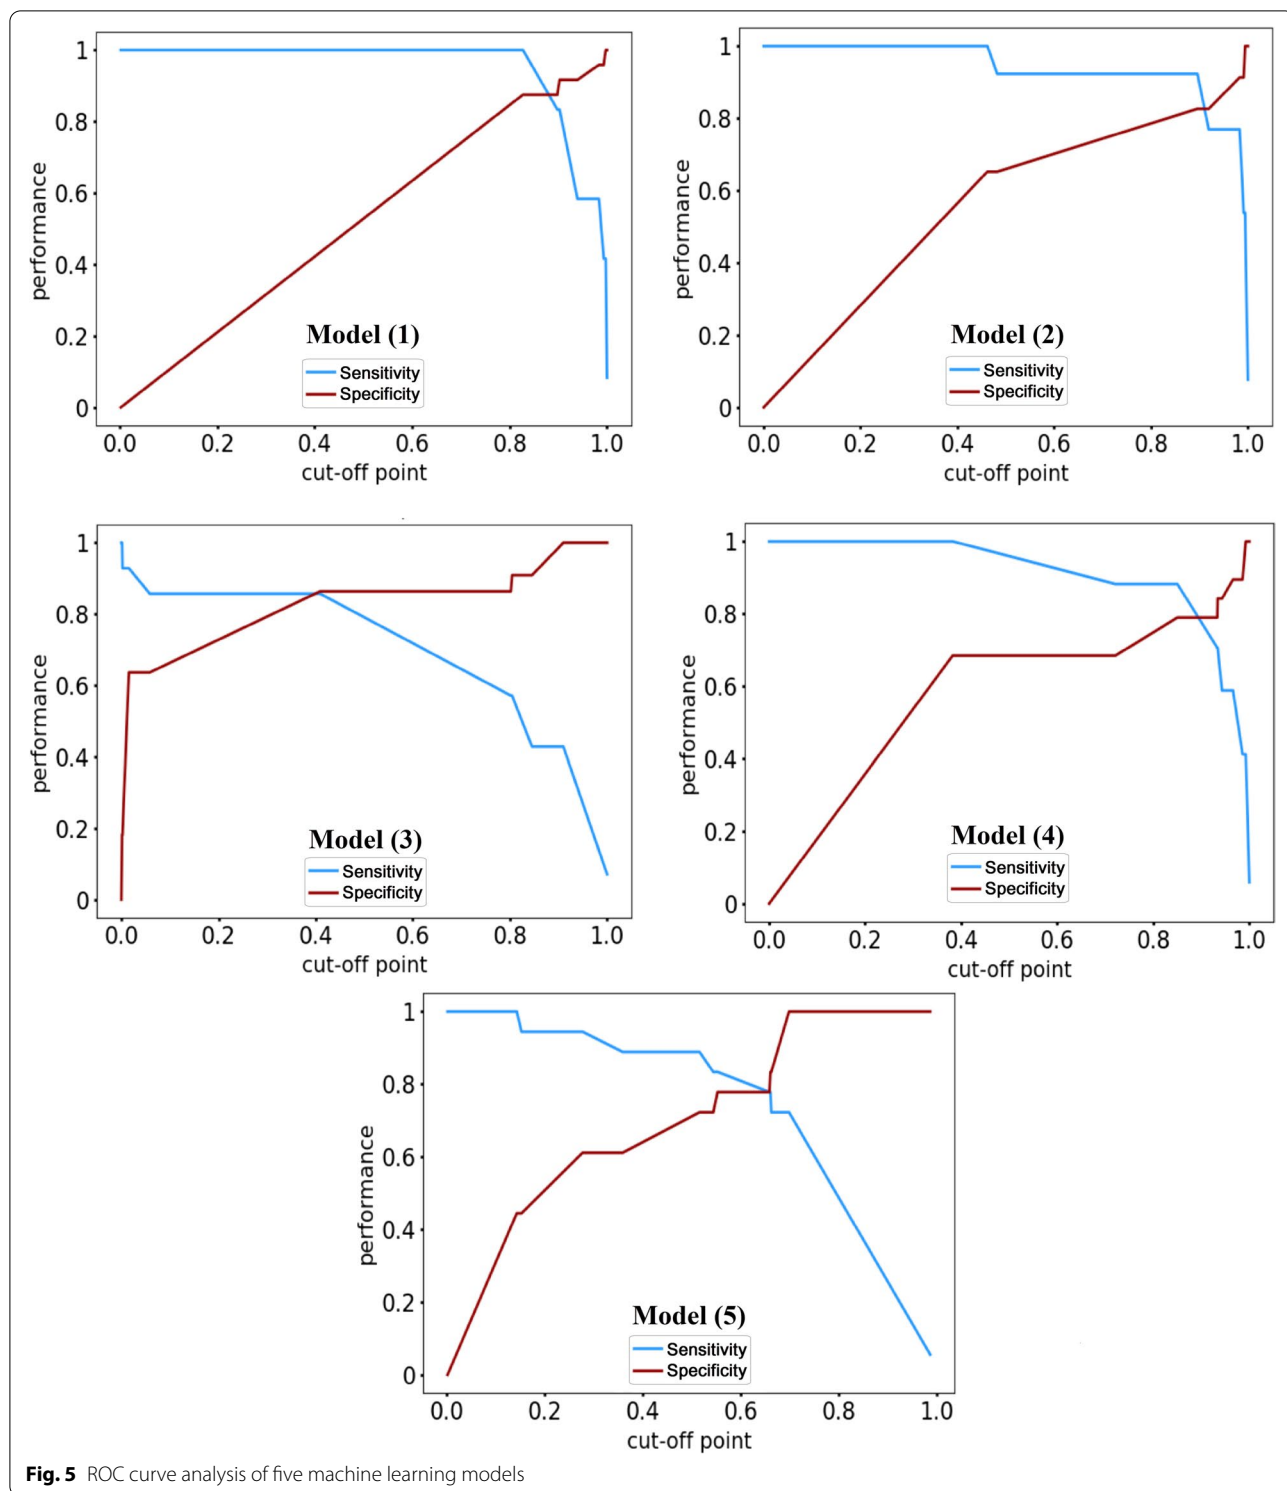 1
0.8
0.6
0.4
0.2
0
performance
Model (1)
Sensitivity
Specificity
0.0 0.2 0.4 0.6 0.8 1.0
cut-off point
1
0.8
0.6
0.4
0.2
0
performance
Model (2)
Sensitivity
Specificity
0.0 0.2 0.4 0.6 0.8 1.0
cut-off point
1
0.8
0.6
0.4
0.2
0
performance
Model (3)
Sensitivity
Specificity
0.0 0.2 0.4 0.6 0.8 1.0
cut-off point
1
0.8
0.6
0.4
0.2
0
performance
Model (4)
Sensitivity
Specificity
0.0 0.2 0.4 0.6 0.8 1.0
cut-off point
1
0.8
0.6
0.4
0.2
0
performance
Model (5)
Sensitivity
Specificity
0.0 0.2 0.4 0.6 0.8 1.0
cut-off point
Fig. 5 ROC curve analysis of five machine learning models